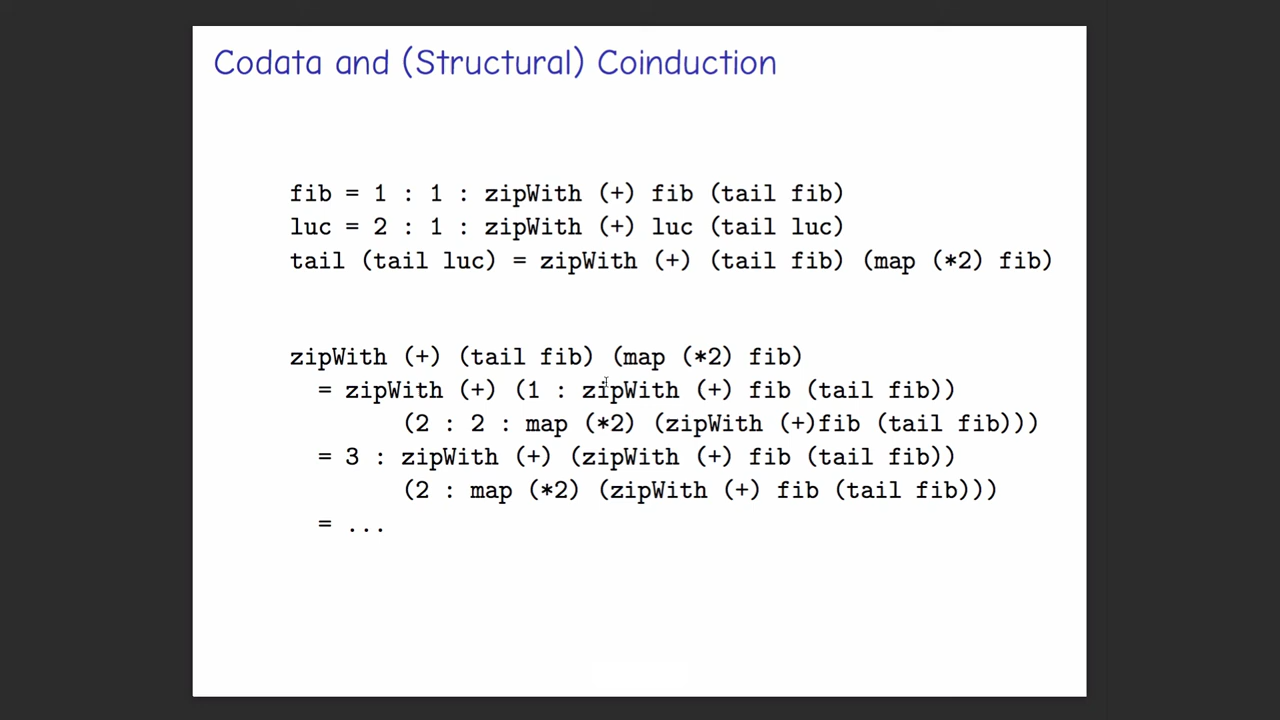 Codata and (Structural) Coinduction
fib = 1 : 1 : zipWith (+) fib (tail fib)
luc = 2 : 1 : zipWith (+) luc (tail luc)
tail (tail luc) = zipWith (+) (tail fib) (map (*2) fib)
zipWith (+) (tail fib) (map (*2) fib)
= zipWith (+) (1 : zipWith (+) fib (tail fib))
(2 : 2 : map (*2) (zipWith (+)fib (tail fib)))
= 3 : zipWith (+) (zipWith (+) fib (tail fib))
(2 : map (*2) (zipWith (+) fib (tail fib)))
= ...